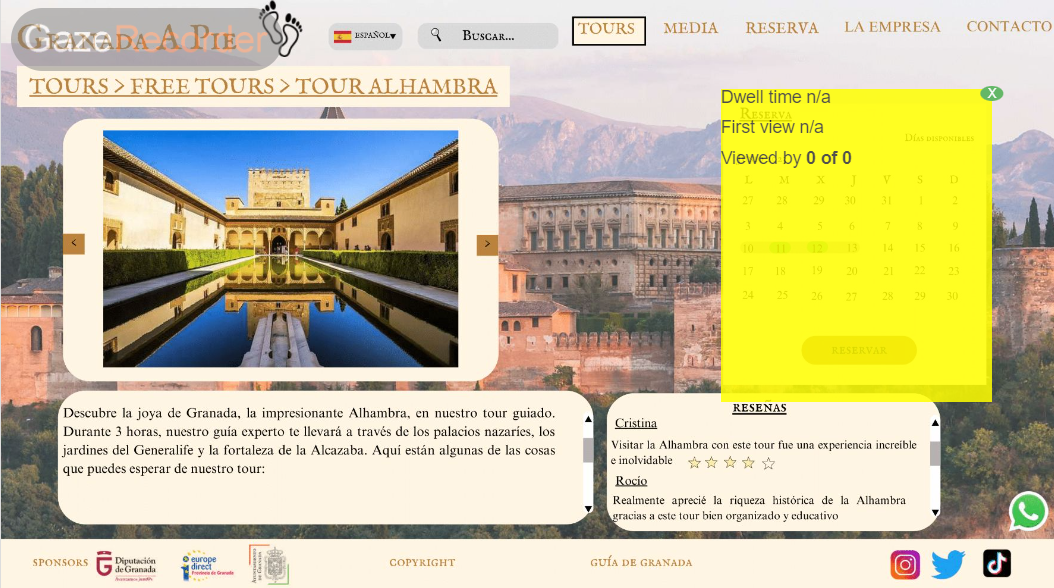 GRANADA A PIE
GazeRecorder
ESPAÑOL▾
BUSCAR...
TOURS
MEDIA
RESERVA
LA EMPRESA
CONTACTO
TOURS > FREE TOURS > TOUR ALHAMBRA
<
>
Dwell time n/a
X
RESERVA
First view n/a
DÍAS DISPONIBLES
Viewed by 0 of 0
L M X J V S D
27 28 29 30 31 1 2
3 4 5 6 7 8 9
10 11 12 13 14 15 16
17 18 19 20 21 22 23
24 25 26 27 28 29 30
RESERVAR
Descubre la joya de Granada, la impresionante Alhambra, en nuestro tour guiado.
Durante 3 horas, nuestro guía experto te llevará a través de los palacios nazaríes, los
jardines del Generalife y la fortaleza de la Alcazaba. Aquí están algunas de las cosas
que puedes esperar de nuestro tour:
RESEÑAS
Cristina
Visitar la Alhambra con este tour fue una experiencia increíble
e inolvidable
Rocío
Realmente aprecié la riqueza histórica de la Alhambra
gracias a este tour bien organizado y educativo
SPONSORS
Diputación
de Granada
europe
direct
Provincia de Granada
COPYRIGHT
GUÍA DE GRANADA